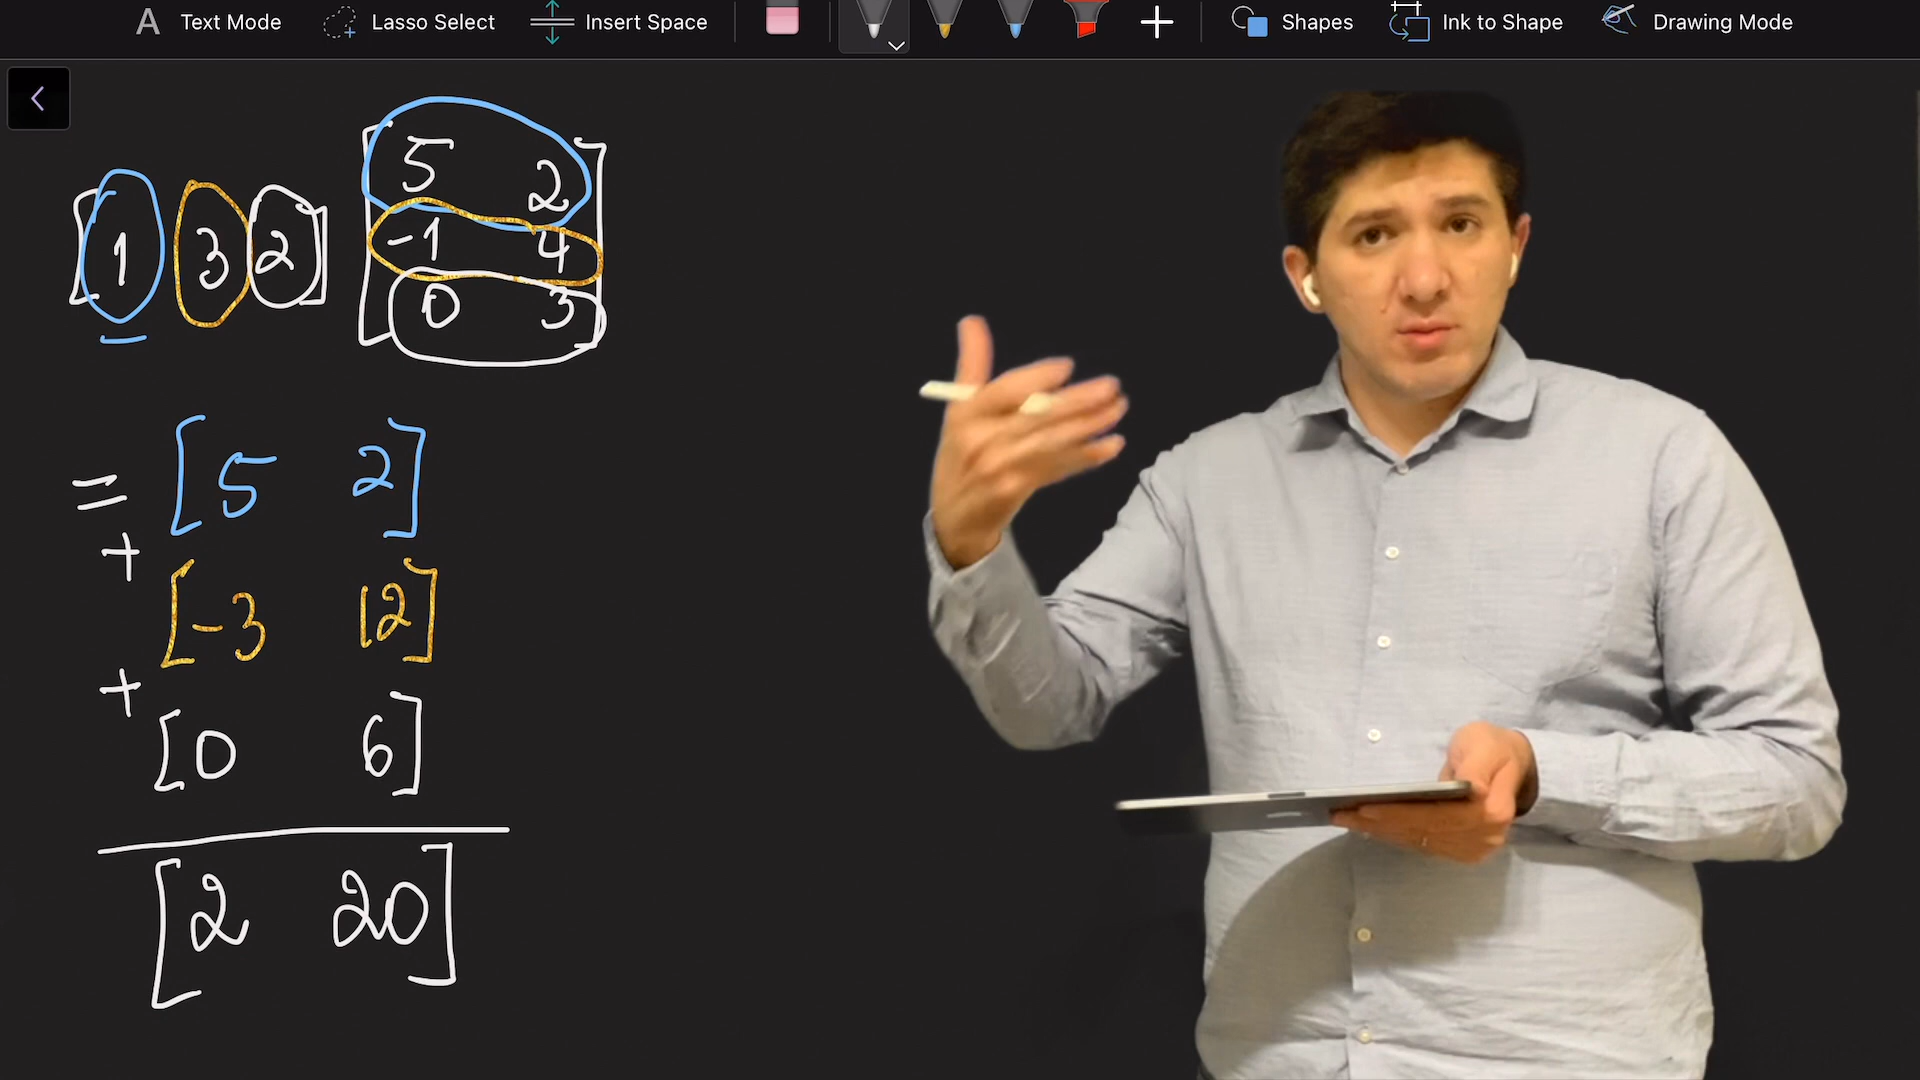 Text Mode Lasso Select Insert Space Shapes Ink to Shape Drawing Mode
[1 3 2] [5 2
-1 4
0 3]
= [5 2]
+
[-3 12]
+
[0 6]
[2 20]